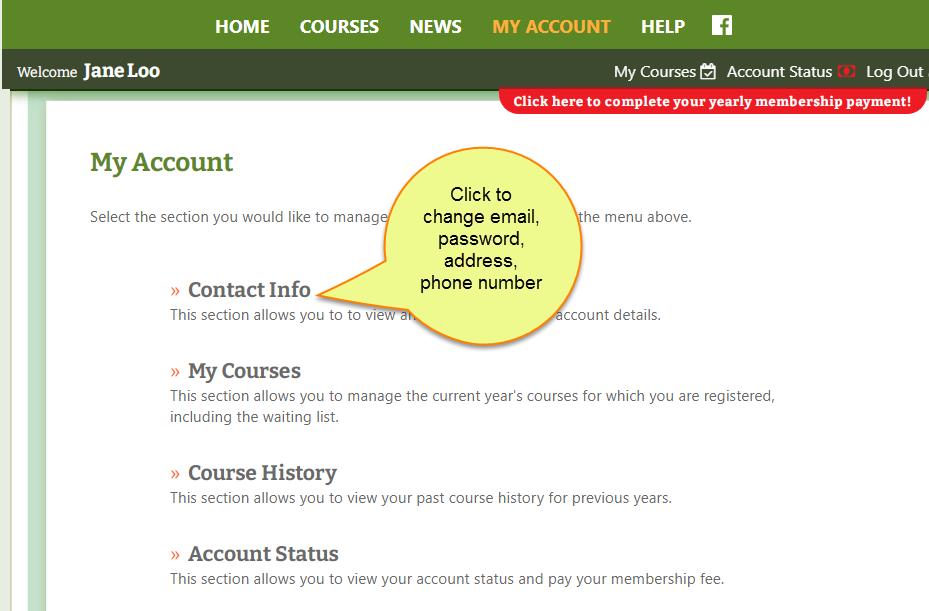 HOME COURSES NEWS MY ACCOUNT HELP
Welcome Jane Loo My Courses Account Status Log Out
Click here to complete your yearly membership payment!
My Account
Select the section you would like to manage the menu above.
Click to
change email,
password,
address,
phone number
» Contact Info
This section allows you to to view account details.
» My Courses
This section allows you to manage the current year's courses for which you are registered,
including the waiting list.
» Course History
This section allows you to view your past course history for previous years.
» Account Status
This section allows you to view your account status and pay your membership fee.